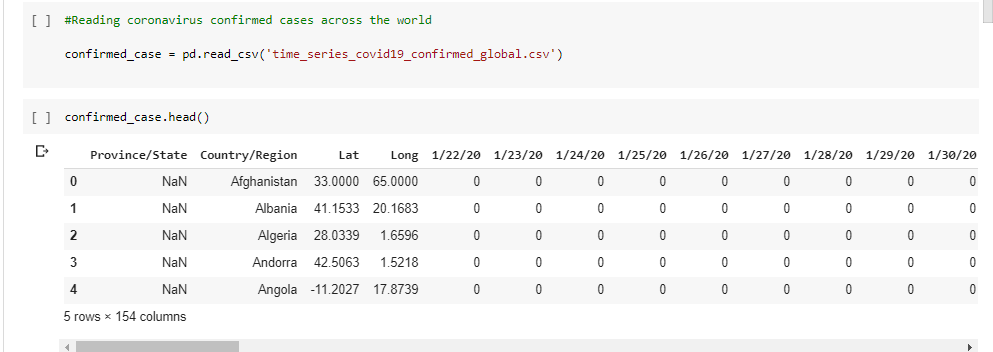 [ ] #Reading coronavirus confirmed cases across the world
confirmed_case = pd.read_csv('time_series_covid19_confirmed_global.csv')
[ ] confirmed_case.head()
Province/State Country/Region Lat Long 1/22/20 1/23/20 1/24/20 1/25/20 1/26/20 1/27/20 1/28/20 1/29/20 1/30/20
0 NaN Afghanistan 33.0000 65.0000 0 0 0 0 0 0 0 0 0
1 NaN Albania 41.1533 20.1683 0 0 0 0 0 0 0 0 0
2 NaN Algeria 28.0339 1.6596 0 0 0 0 0 0 0 0 0
3 NaN Andorra 42.5063 1.5218 0 0 0 0 0 0 0 0 0
4 NaN Angola -11.2027 17.8739 0 0 0 0 0 0 0 0 0
5 rows × 154 columns